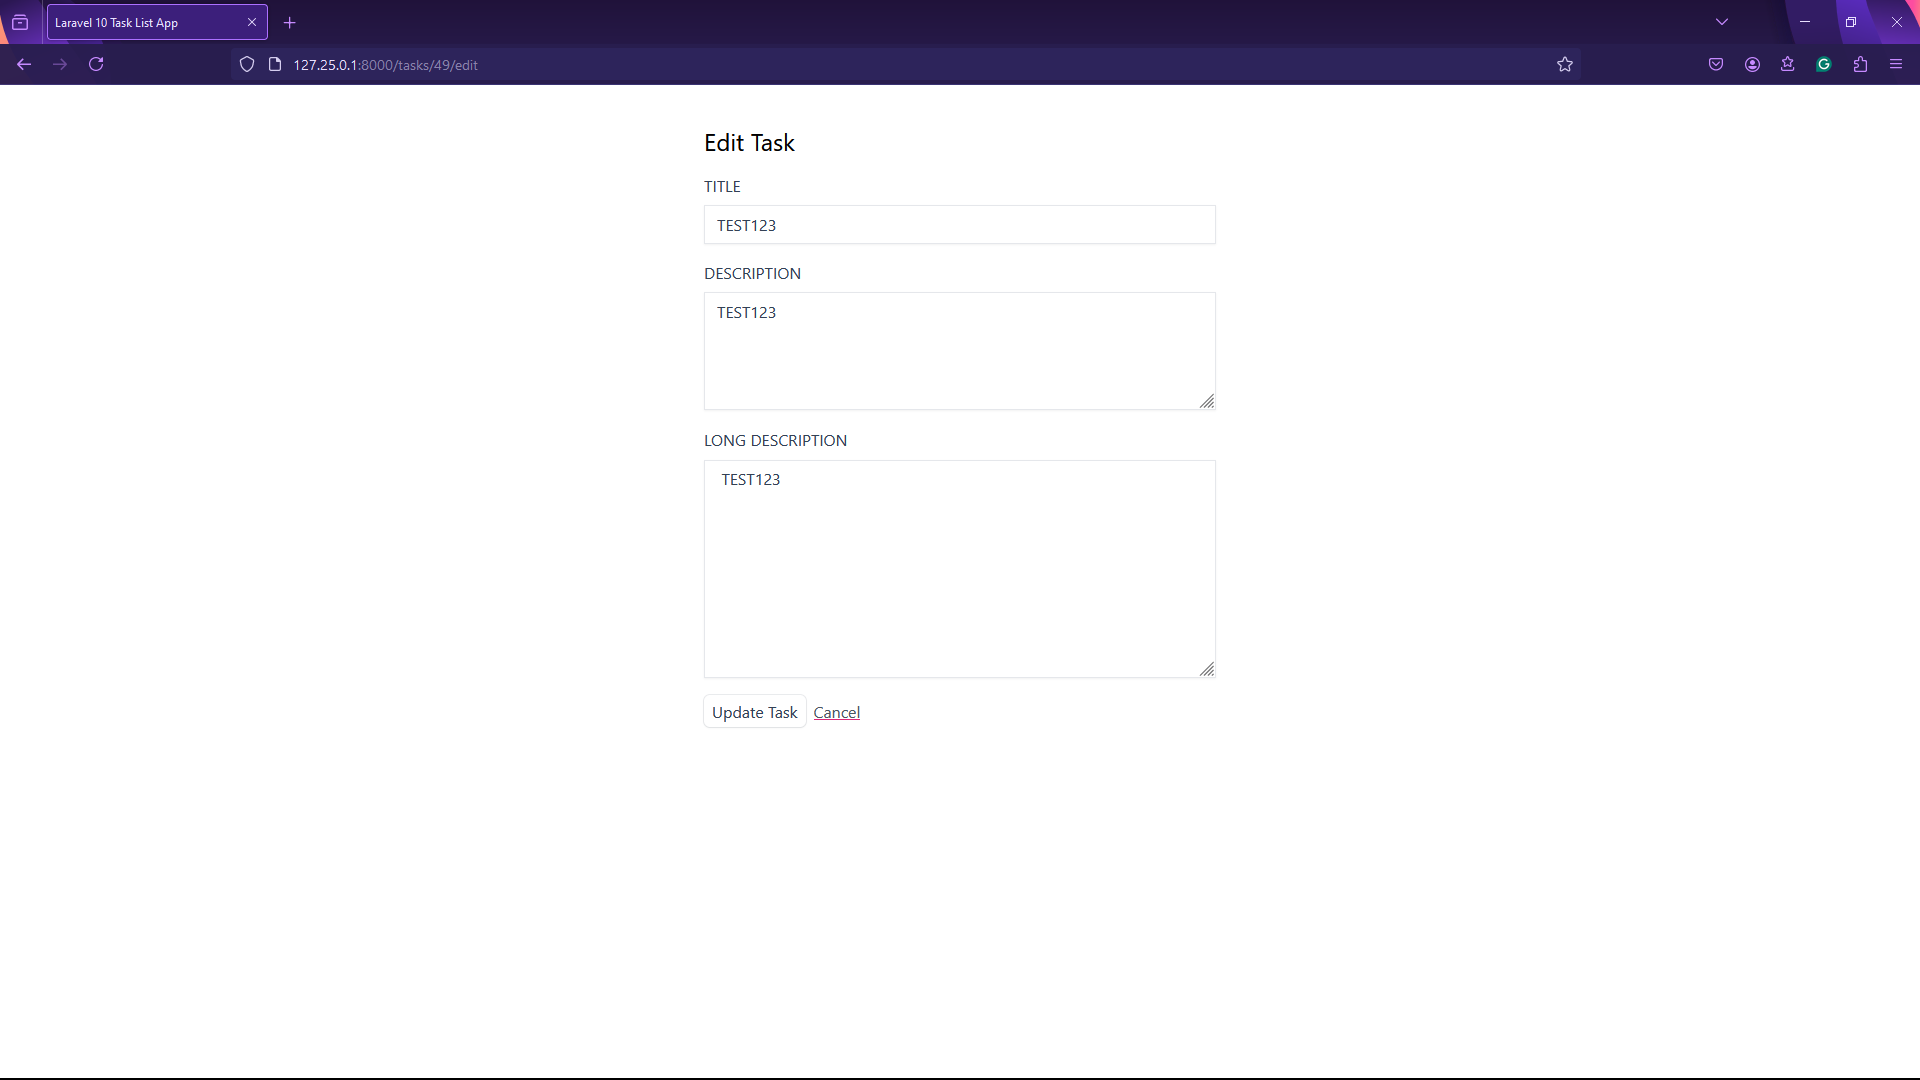 Laravel 10 Task List App
127.25.0.1:8000/tasks/49/edit
Edit Task
TITLE
TEST123
DESCRIPTION
TEST123
LONG DESCRIPTION
TEST123
Update Task Cancel